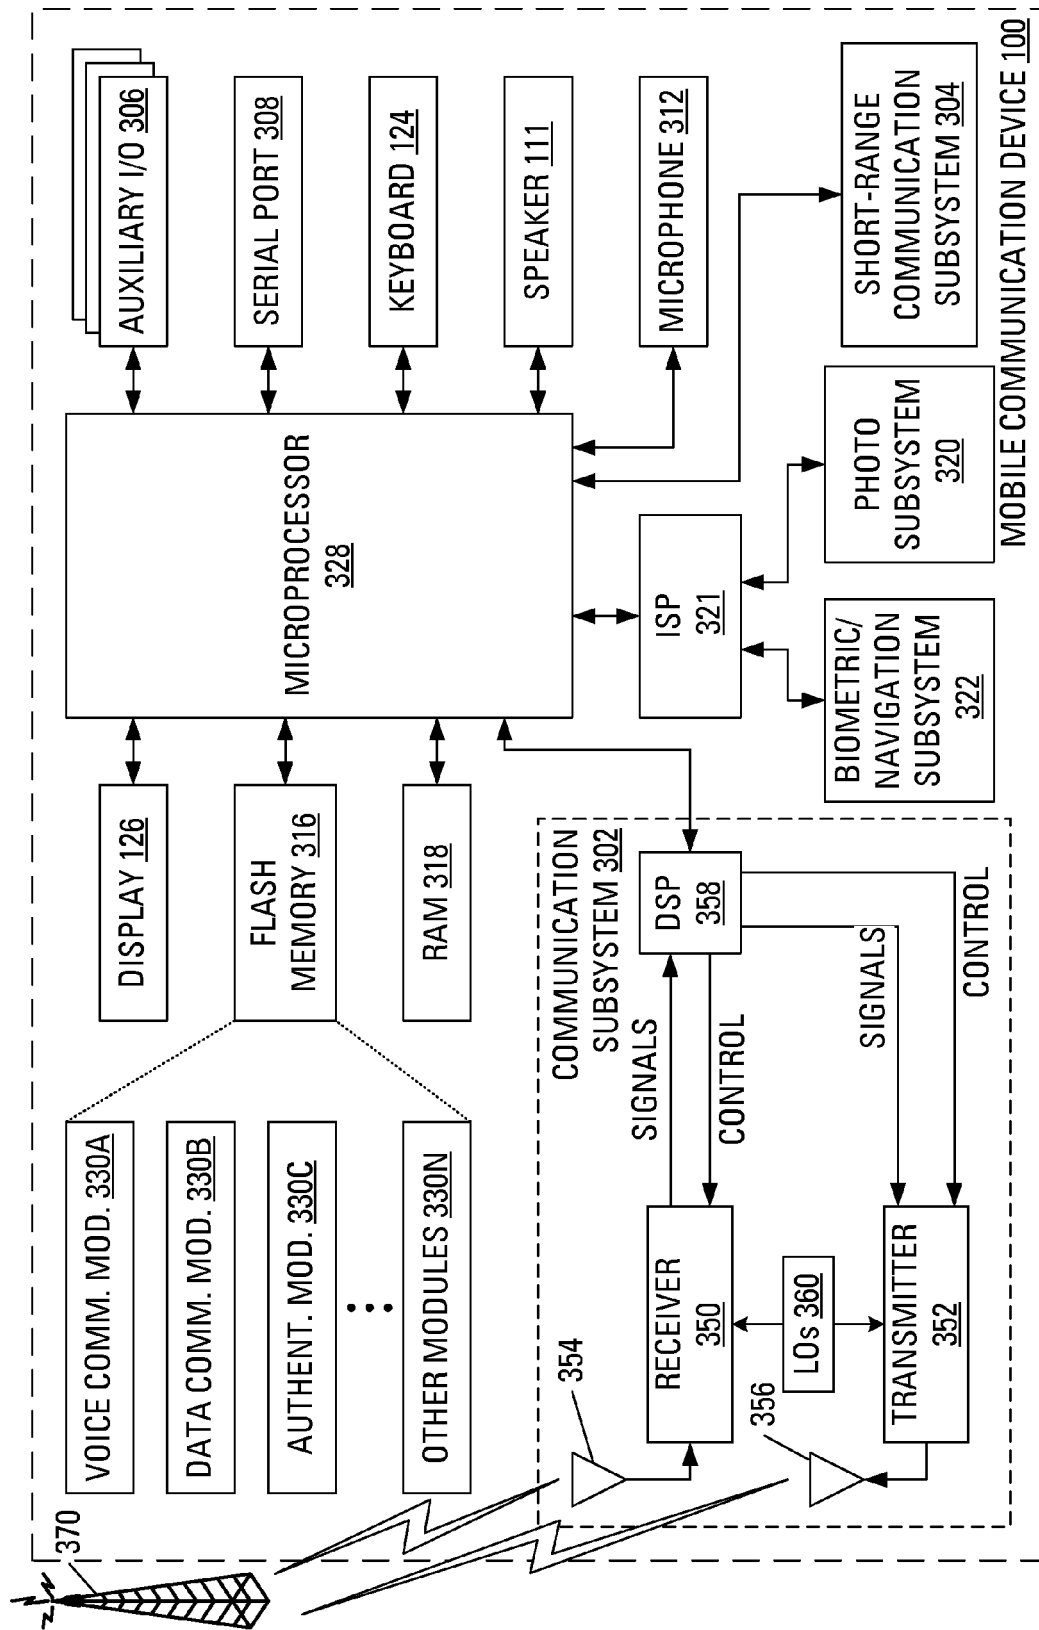 370
VOICE COMM. MOD. 330A
DATA COMM. MOD. 330B
AUTHENT. MOD. 330C
OTHER MODULES 330N
DISPLAY 126
FLASH
MEMORY 316
RAM 318
MICROPROCESSOR
328
AUXILIARY I/O 306
SERIAL PORT 308
KEYBOARD 124
SPEAKER 111
MICROPHONE 312
COMMUNICATION
SUBSYSTEM 302
354
RECEIVER
350
SIGNALS
CONTROL
DSP
358
LOs 360
356
TRANSMITTER
352
SIGNALS
CONTROL
ISP
321
BIOMETRIC/
NAVIGATION
SUBSYSTEM
322
PHOTO
SUBSYSTEM
320
SHORT-RANGE
COMMUNICATION
SUBSYSTEM 304
MOBILE COMMUNICATION DEVICE 100